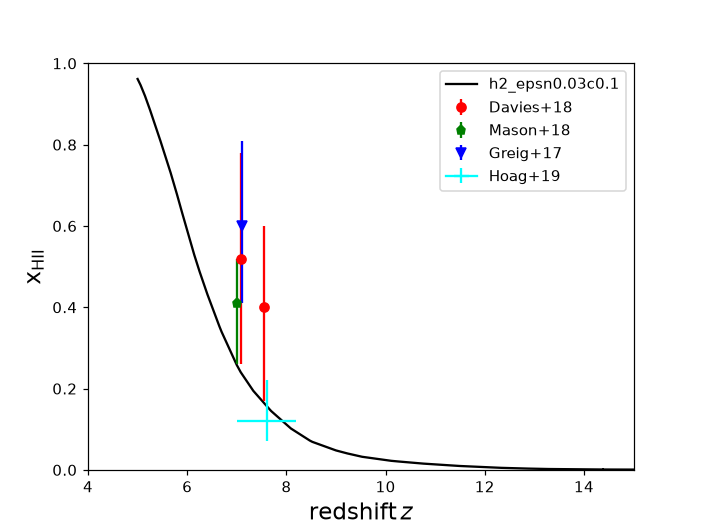 1.0
0.8
0.6
0.4
0.2
0.0
xHII
4
6
8
10
12
14
redshift z
h2_epsn0.03c0.1
Davies+18
Mason+18
Greig+17
Hoag+19